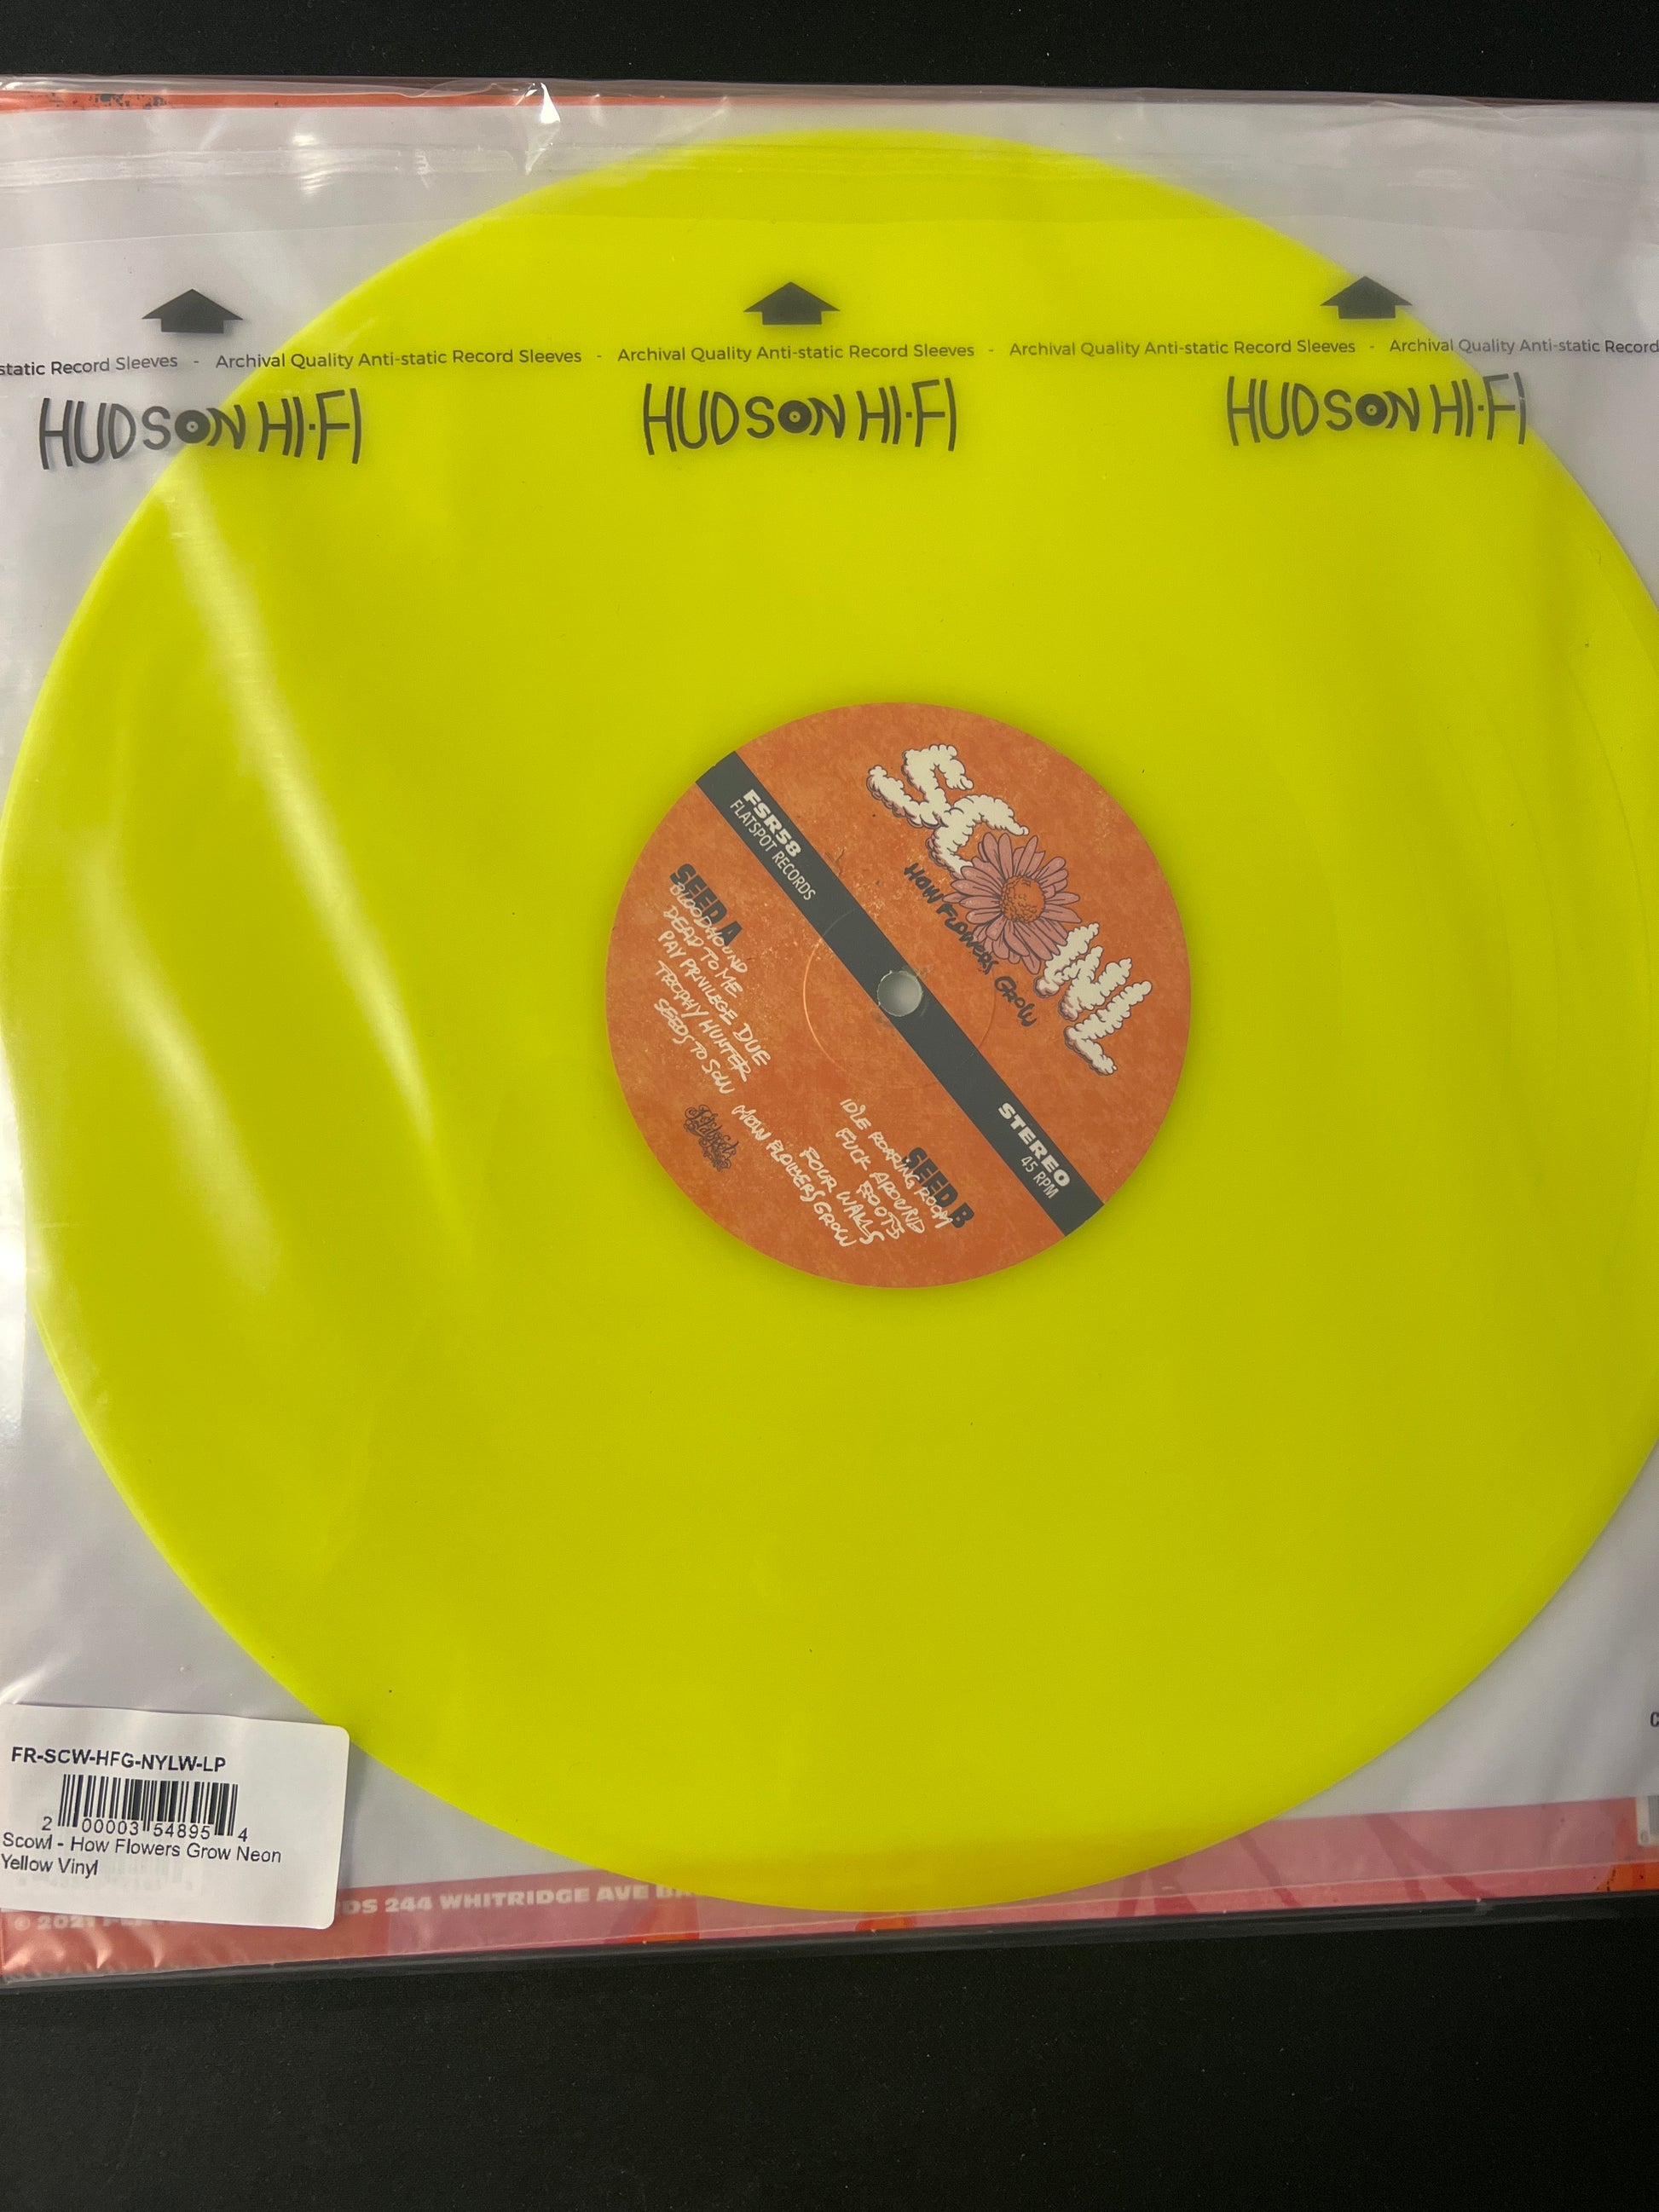 static Record Sleeves - Archival Quality Anti-static Record Sleeves - Archival Quality Anti-static Record Sleeves - Archival Quality Anti-static Record Sleeves - Archival Quality Anti-static Record
HUDSON HI-FI HUDSON HI-FI HUDSON HI-FI
SCOWL
HOW FLOWERS GROW
FSR58
FLATSPOT RECORDS
STEREO
45 RPM
SEED A
BLOODHOUND
DEAD TO ME
PAY PRIVILEGE DUE
TROPHY HUNTER
SEEDS TO SOW
SEED B
IDLE ROARING ROOM
FUCK AROUND
ROOTS
FOUR WALLS
HOW FLOWERS GROW
FR-SCW-HFG-NYLW-LP
2 00003 54895 4
Scowl - How Flowers Grow Neon
Yellow Vinyl
© 2021
244 WHITRIDGE AVE